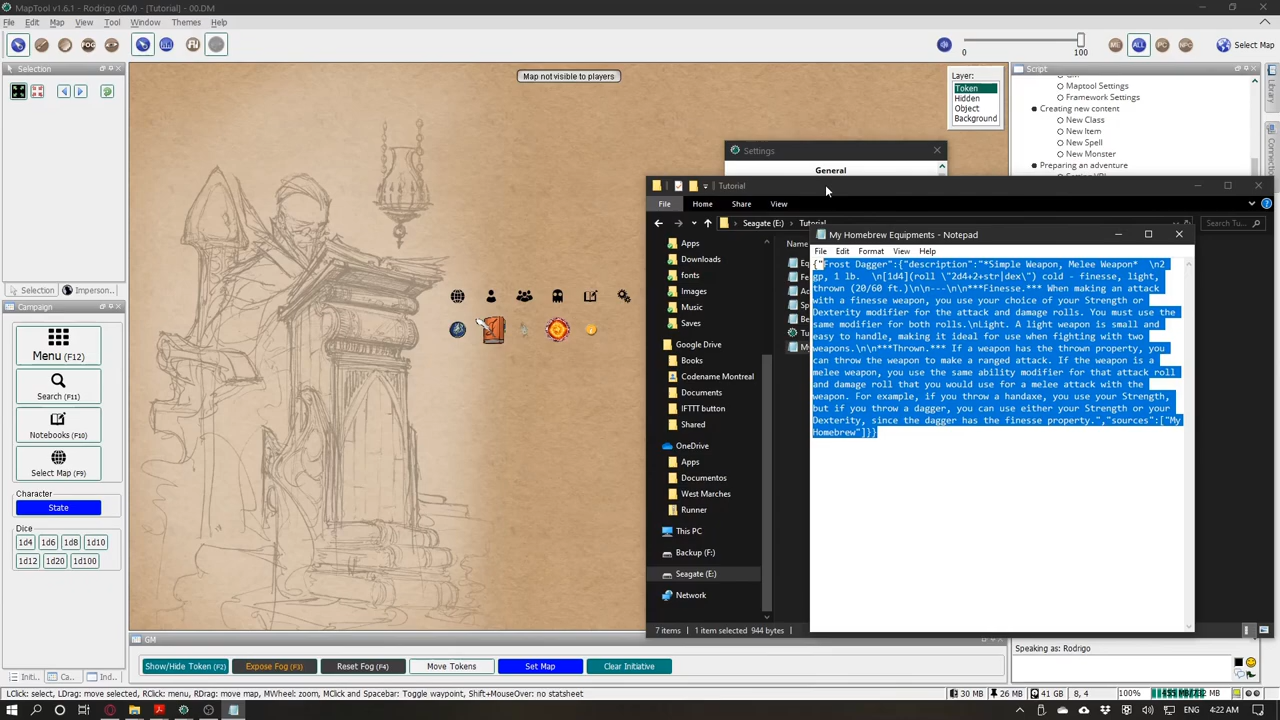 MapTool v1.6.1 - Rodrigo (GM) - [Tutorial] - 00.DM
File Edit Map View Tool Window Themes Help
FOG
0
100
ALL
PC
NPC
Select Map
Selection
Map not visible to players
Layer:
Token
Hidden
Object
Background
Script
Maptool Settings
Framework Settings
Creating new content
New Class
New Item
New Spell
New Monster
Preparing an adventure
Library
Settings
General
Tutorial
File Home Share View
Seagate (E:) > Tutorial
Search Tu...
Apps
Downloads
fonts
Images
Music
Saves
Google Drive
Books
Codename Montreal
Documents
IFTTT button
Shared
OneDrive
Apps
Documentos
West Marches
Runner
This PC
Backup (F:)
Seagate (E:)
Network
7 items 1 item selected 944 bytes
My Homebrew Equipments - Notepad
File Edit Format View Help
{"Frost Dagger":{"description":"*Simple Weapon, Melee Weapon*  \n2
gp, 1 lb.  \n[1d4](roll \"2d4+2+str|dex\") cold - finesse, light,
thrown (20/60 ft.)\n\n---\n\n***Finesse.*** When making an attack
with a finesse weapon, you use your choice of your Strength or
Dexterity modifier for the attack and damage rolls. You must use the
same modifier for both rolls.\nLight. A light weapon is small and
easy to handle, making it ideal for use when fighting with two
weapons.\n\n***Thrown.*** If a weapon has the thrown property, you
can throw the weapon to make a ranged attack. If the weapon is a
melee weapon, you use the same ability modifier for that attack roll
and damage roll that you would use for a melee attack with the
weapon. For example, if you throw a handaxe, you use your Strength,
but if you throw a dagger, you can use either your Strength or your
Dexterity, since the dagger has the finesse property.","sources":["My
Homebrew"]}}
Selection
Imperson...
Campaign
Menu (F12)
Search (F11)
Notebooks (F10)
Select Map (F9)
Character
State
Dice
1d4 1d6 1d8 1d10
1d12 1d20 1d100
Initi... Ca... Ind...
GM
Show/Hide Token (F2) Expose Fog (F3) Reset Fog (F4) Move Tokens Set Map Clear Initiative
Speaking as: Rodrigo
LClick: select, LDrag: move selected, RClick: menu, RDrag: move map, MWheel: zoom, MClick and Spacebar: Toggle waypoint, Shift+MouseOver: no statsheet
30 MB 26 MB 41 GB 8, 4 100%
4:22 AM